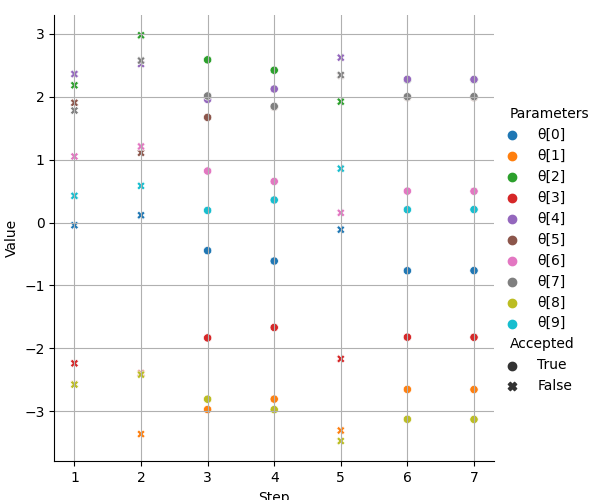 3
2
1
0
−1
−2
−3
Value
1 2 3 4 5 6 7
Step
Parameters
θ[0]
θ[1]
θ[2]
θ[3]
θ[4]
θ[5]
θ[6]
θ[7]
θ[8]
θ[9]
Accepted
True
False